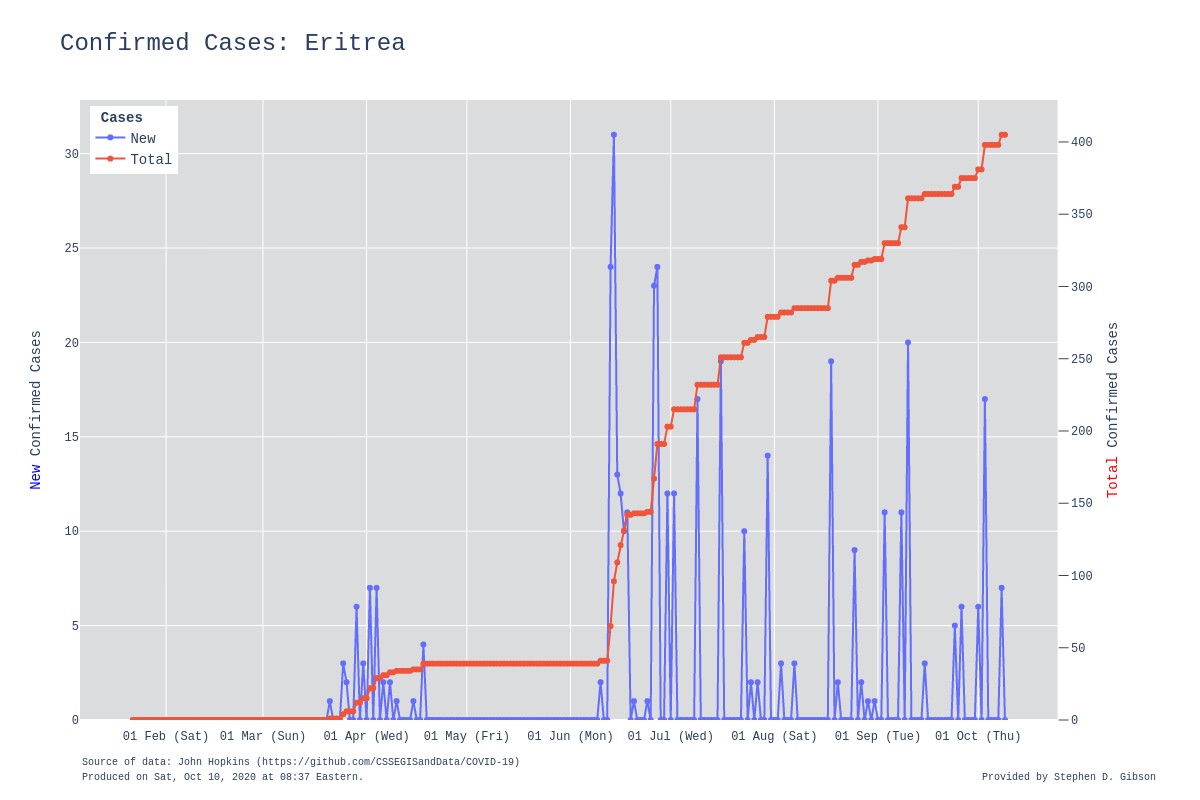 Confirmed Cases: Eritrea
Cases
New
Total
30
25
20
15
10
5
0
New Confirmed Cases
400
350
300
250
200
150
100
50
0
Total Confirmed Cases
01 Feb (Sat)
01 Mar (Sun)
01 Apr (Wed)
01 May (Fri)
01 Jun (Mon)
01 Jul (Wed)
01 Aug (Sat)
01 Sep (Tue)
01 Oct (Thu)
Source of data: John Hopkins (https://github.com/CSSEGISandData/COVID-19)
Produced on Sat, Oct 10, 2020 at 08:37 Eastern.
Provided by Stephen D. Gibson